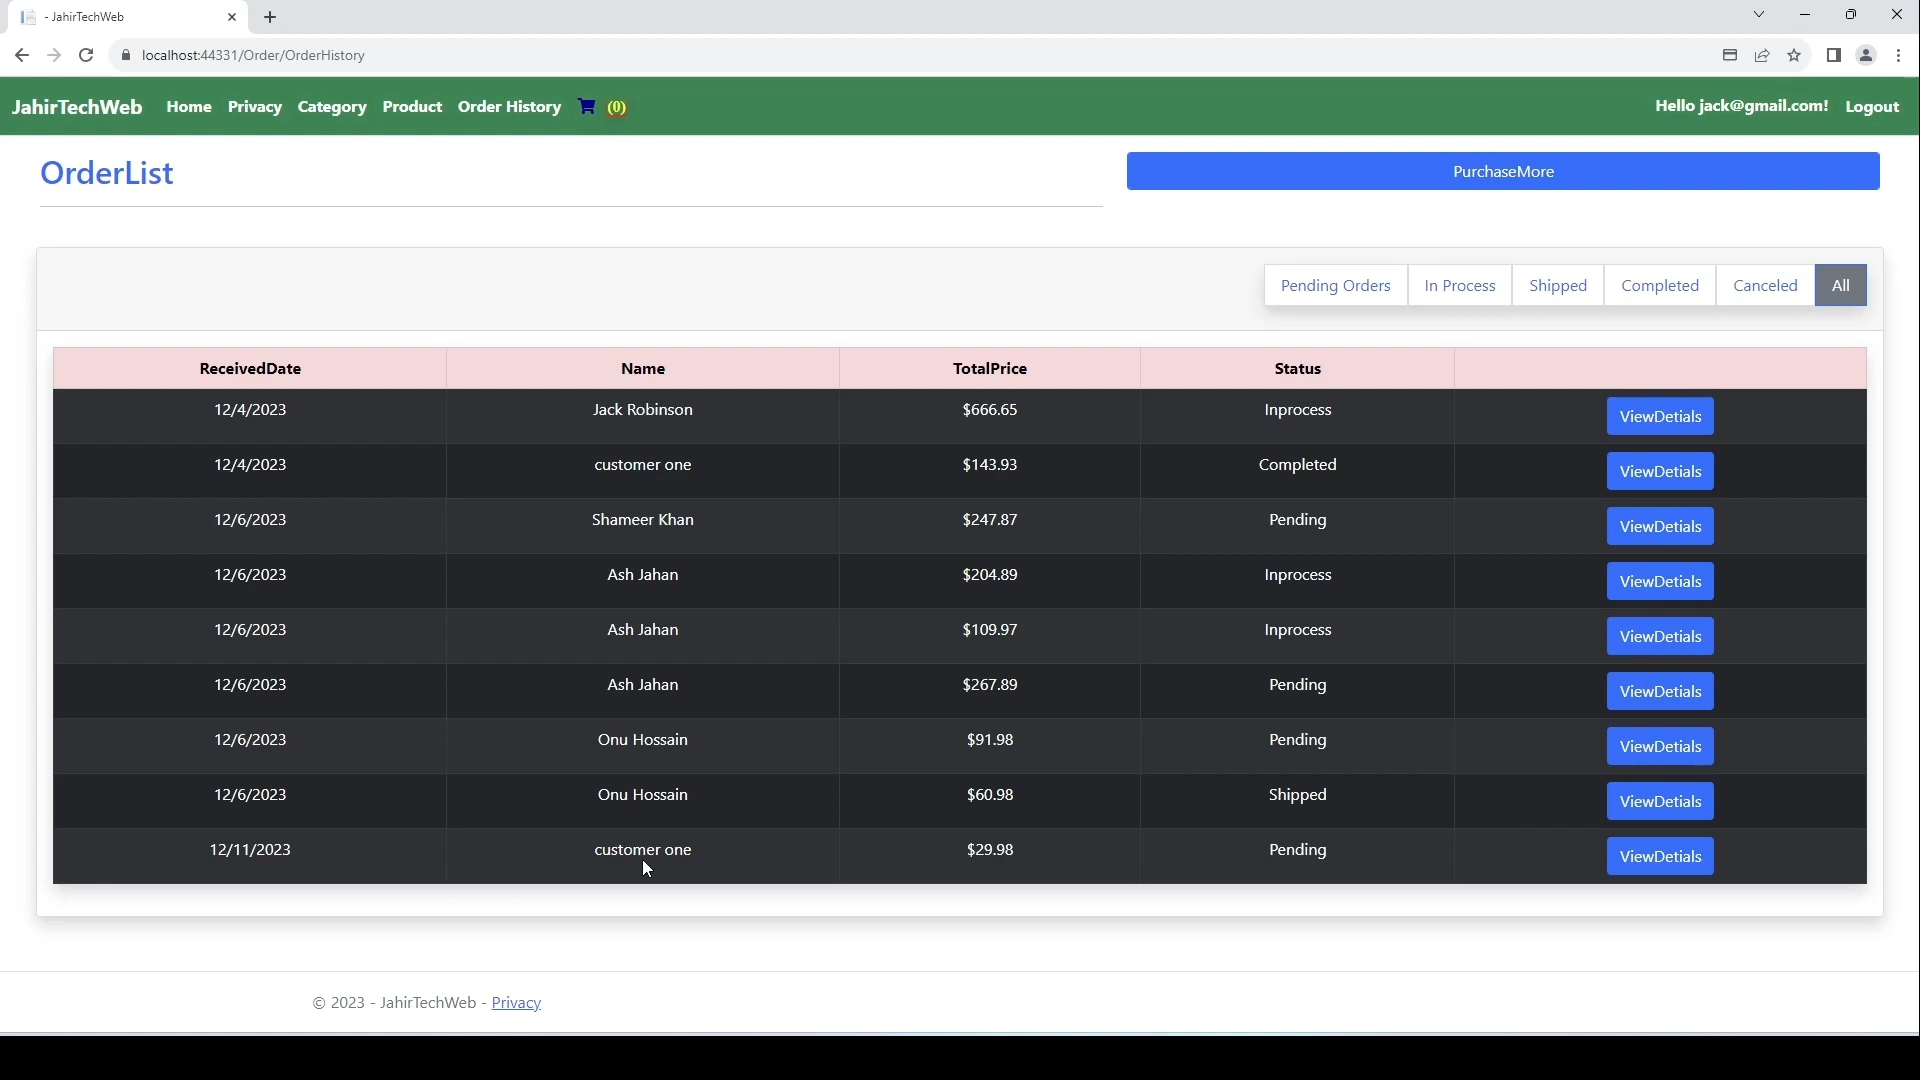 - JahirTechWeb
localhost:44331/Order/OrderHistory
JahirTechWeb Home Privacy Category Product Order History (0) Hello jack@gmail.com! Logout
OrderList PurchaseMore
Pending Orders In Process Shipped Completed Canceled All
ReceivedDate Name TotalPrice Status
12/4/2023 Jack Robinson $666.65 Inprocess ViewDetials
12/4/2023 customer one $143.93 Completed ViewDetials
12/6/2023 Shameer Khan $247.87 Pending ViewDetials
12/6/2023 Ash Jahan $204.89 Inprocess ViewDetials
12/6/2023 Ash Jahan $109.97 Inprocess ViewDetials
12/6/2023 Ash Jahan $267.89 Pending ViewDetials
12/6/2023 Onu Hossain $91.98 Pending ViewDetials
12/6/2023 Onu Hossain $60.98 Shipped ViewDetials
12/11/2023 customer one $29.98 Pending ViewDetials
© 2023 - JahirTechWeb - Privacy